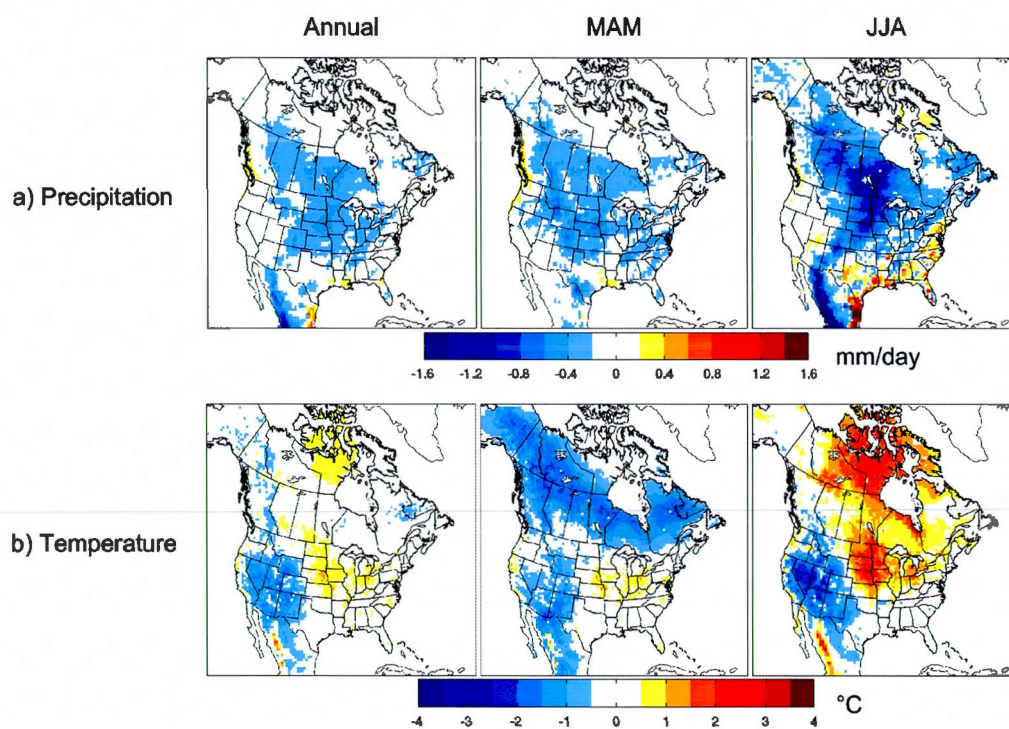 Annual MAM JJA
a) Precipitation
-1.6 -1.2 -0.8 -0.4 0 0.4 0.8 1.2 1.6 mm/day
b) Temperature
-4 -3 -2 -1 0 1 2 3 4 °C